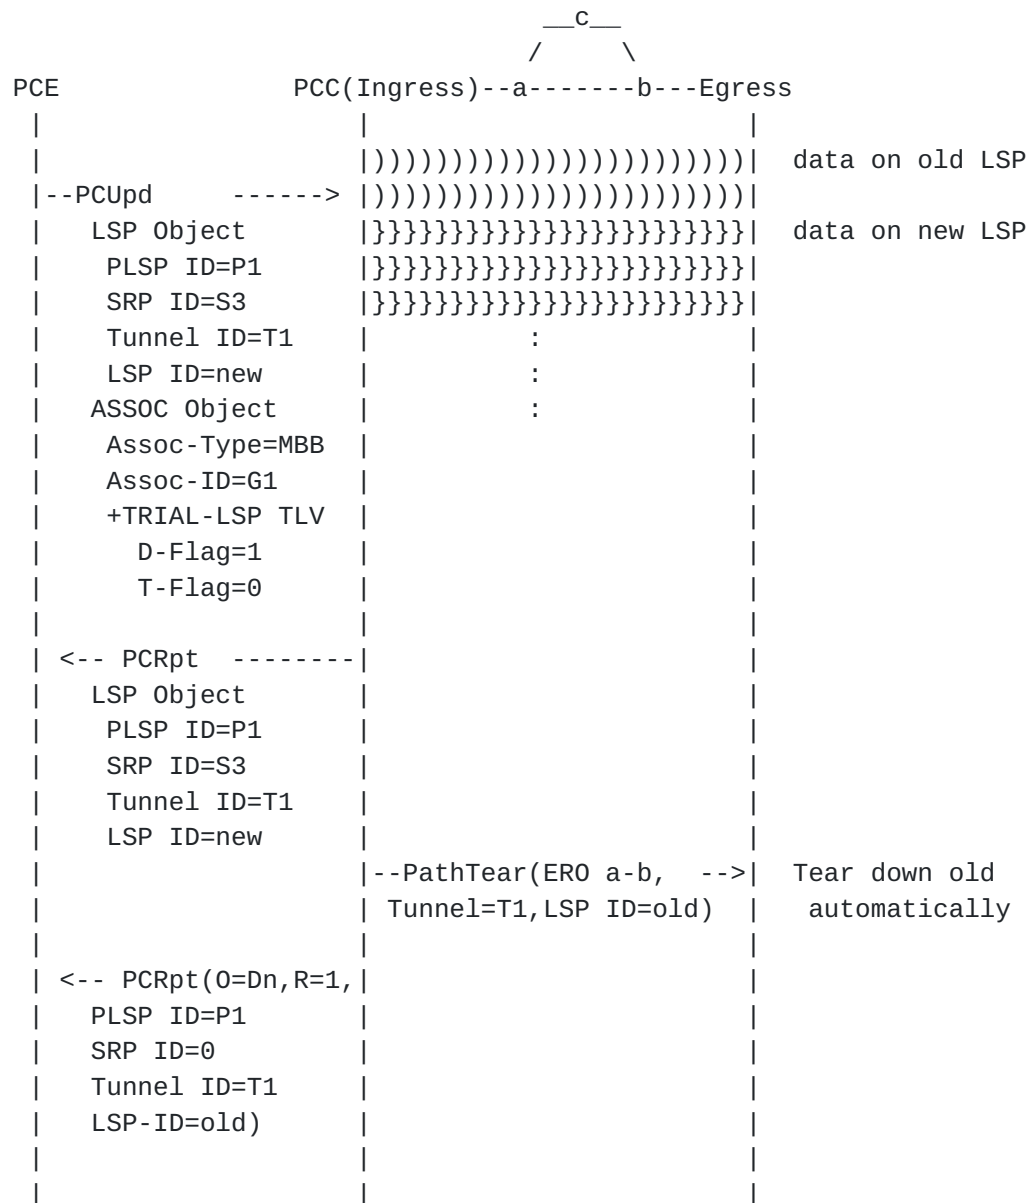 __c__
                                 /     \
PCE               PCC(Ingress)--a-------b---Egress
 |                    |                        |
 |                    |))))))))))))))))))))))))|  data on old LSP
 |--PCUpd     ------> |))))))))))))))))))))))))|
 |   LSP Object       |}}}}}}}}}}}}}}}}}}}}}}}}|  data on new LSP
 |    PLSP ID=P1      |}}}}}}}}}}}}}}}}}}}}}}}}|
 |    SRP ID=S3       |}}}}}}}}}}}}}}}}}}}}}}}}|
 |    Tunnel ID=T1    |          :             |
 |    LSP ID=new      |          :             |
 |   ASSOC Object     |          :             |
 |    Assoc-Type=MBB  |                        |
 |    Assoc-ID=G1     |                        |
 |    +TRIAL-LSP TLV  |                        |
 |      D-Flag=1      |                        |
 |      T-Flag=0      |                        |
 |                    |                        |
 | <-- PCRpt  --------|                        |
 |   LSP Object       |                        |
 |    PLSP ID=P1      |                        |
 |    SRP ID=S3       |                        |
 |    Tunnel ID=T1    |                        |
 |    LSP ID=new      |                        |
 |                    |--PathTear(ERO a-b,  -->|  Tear down old
 |                    | Tunnel=T1,LSP ID=old)  |   automatically
 |                    |                        |
 | <-- PCRpt(O=Dn,R=1,|                        |
 |   PLSP ID=P1       |                        |
 |   SRP ID=0         |                        |
 |   Tunnel ID=T1     |                        |
 |   LSP-ID=old)      |                        |
 |                    |                        |
 |                    |                        |